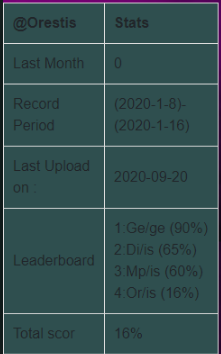 @Orestis Stats
Last Month 0
Record Period (2020-1-8)-
(2020-1-16)
Last Upload on : 2020-09-20
Leaderboard
1.Ge/ge (90%)
2:Di/is (65%)
3:Mp/is (60%)
4:Or/is (16%)
Total scor 16%